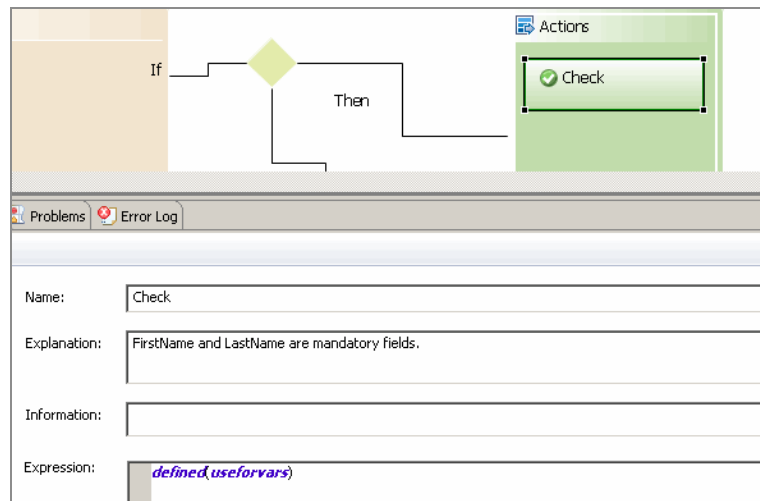 Actions
If
Check
Then
Problems
Error Log
Name:
Check
Explanation:
FirstName and LastName are mandatory fields.
Information:
Expression:
defined(useforvars)